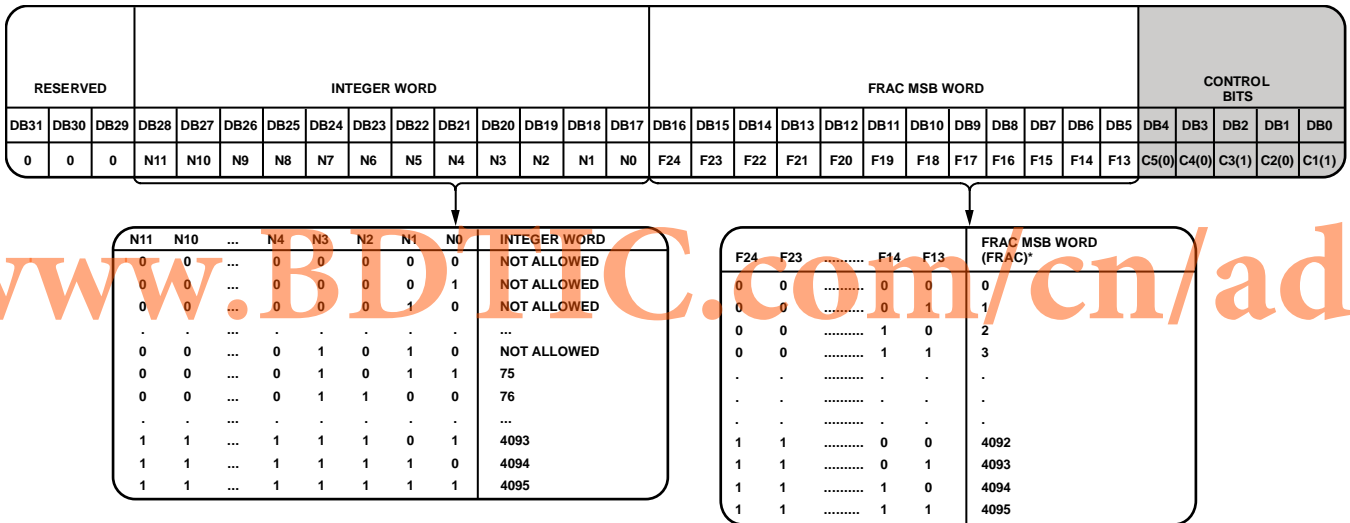 RESERVED INTEGER WORD FRAC MSB WORD CONTROL BITS
DB31 DB30 DB29 DB28 DB27 DB26 DB25 DB24 DB23 DB22 DB21 DB20 DB19 DB18 DB17 DB16 DB15 DB14 DB13 DB12 DB11 DB10 DB9 DB8 DB7 DB6 DB5 DB4 DB3 DB2 DB1 DB0
0 0 0 N11 N10 N9 N8 N7 N6 N5 N4 N3 N2 N1 N0 F24 F23 F22 F21 F20 F19 F18 F17 F16 F15 F14 F13 C5(0) C4(0) C3(1) C2(0) C1(1)
N11 N10 ... N4 N3 N2 N1 N0 INTEGER WORD
0 0 ... 0 0 0 0 0 NOT ALLOWED
0 0 ... 0 0 0 0 1 NOT ALLOWED
0 0 ... 0 0 0 1 0 NOT ALLOWED
. . ... . . . . . ...
0 0 ... 0 1 0 1 0 NOT ALLOWED
0 0 ... 0 1 0 1 1 75
0 0 ... 0 1 1 0 0 76
. . ... . . . . . ...
1 1 ... 1 1 1 0 1 4093
1 1 ... 1 1 1 1 0 4094
1 1 ... 1 1 1 1 1 4095
F24 F23 .......... F14 F13 FRAC MSB WORD (FRAC)*
0 0 .......... 0 0 0
0 0 .......... 0 1 1
0 0 .......... 1 0 2
0 0 .......... 1 1 3
. . .......... . . .
. . .......... . . .
. . .......... . . .
1 1 .......... 0 0 4092
1 1 .......... 0 1 4093
1 1 .......... 1 0 4094
1 1 ......... 1 1 4095
www.BDTIC.com/cn/ad